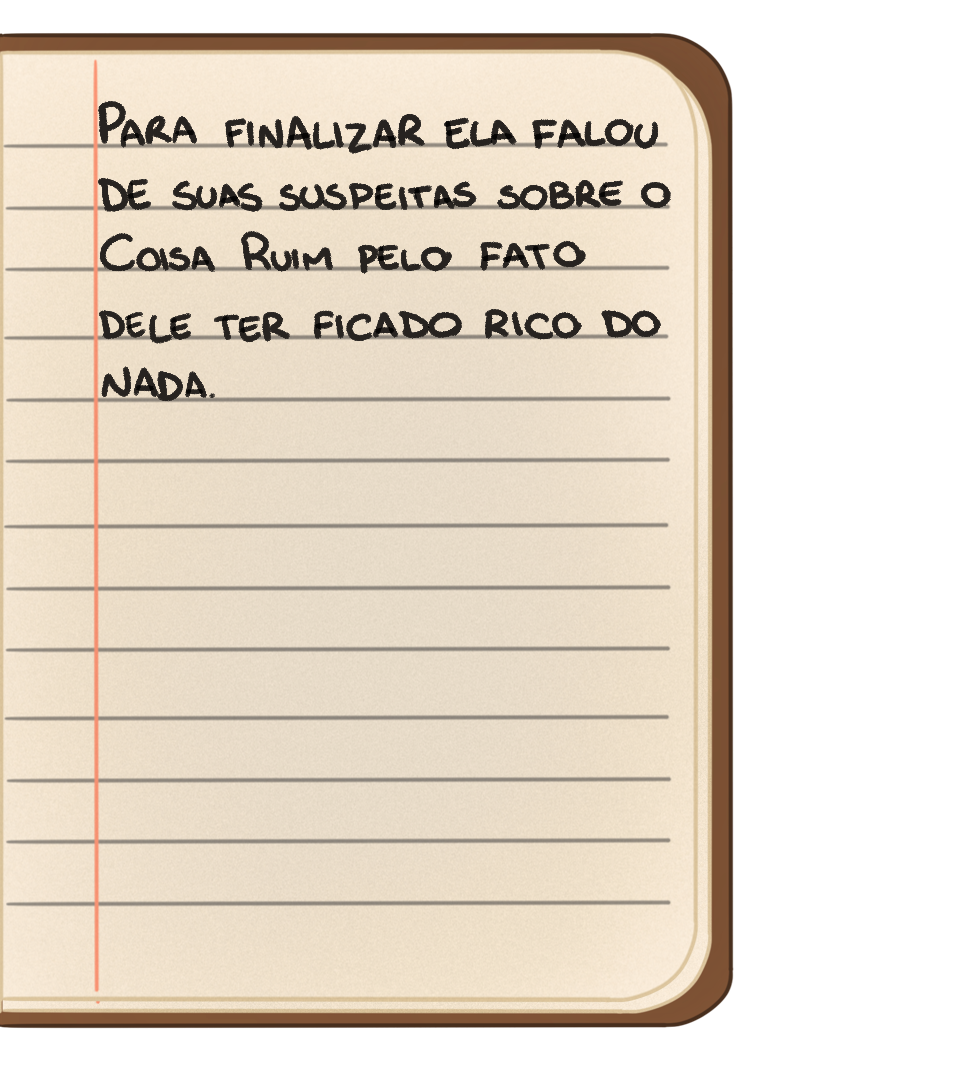 PARA FINALIZAR ELA FALOU
DE SUAS SUSPEITAS SOBRE O
COISA RUIM PELO FATO
DELE TER FICADO RICO DO
NADA.